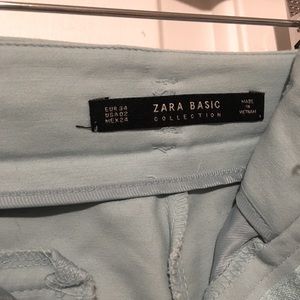 EUR 34
USA 02
MEX 24
ZARA BASIC
COLLECTION
MADE
IN
VIETNAM